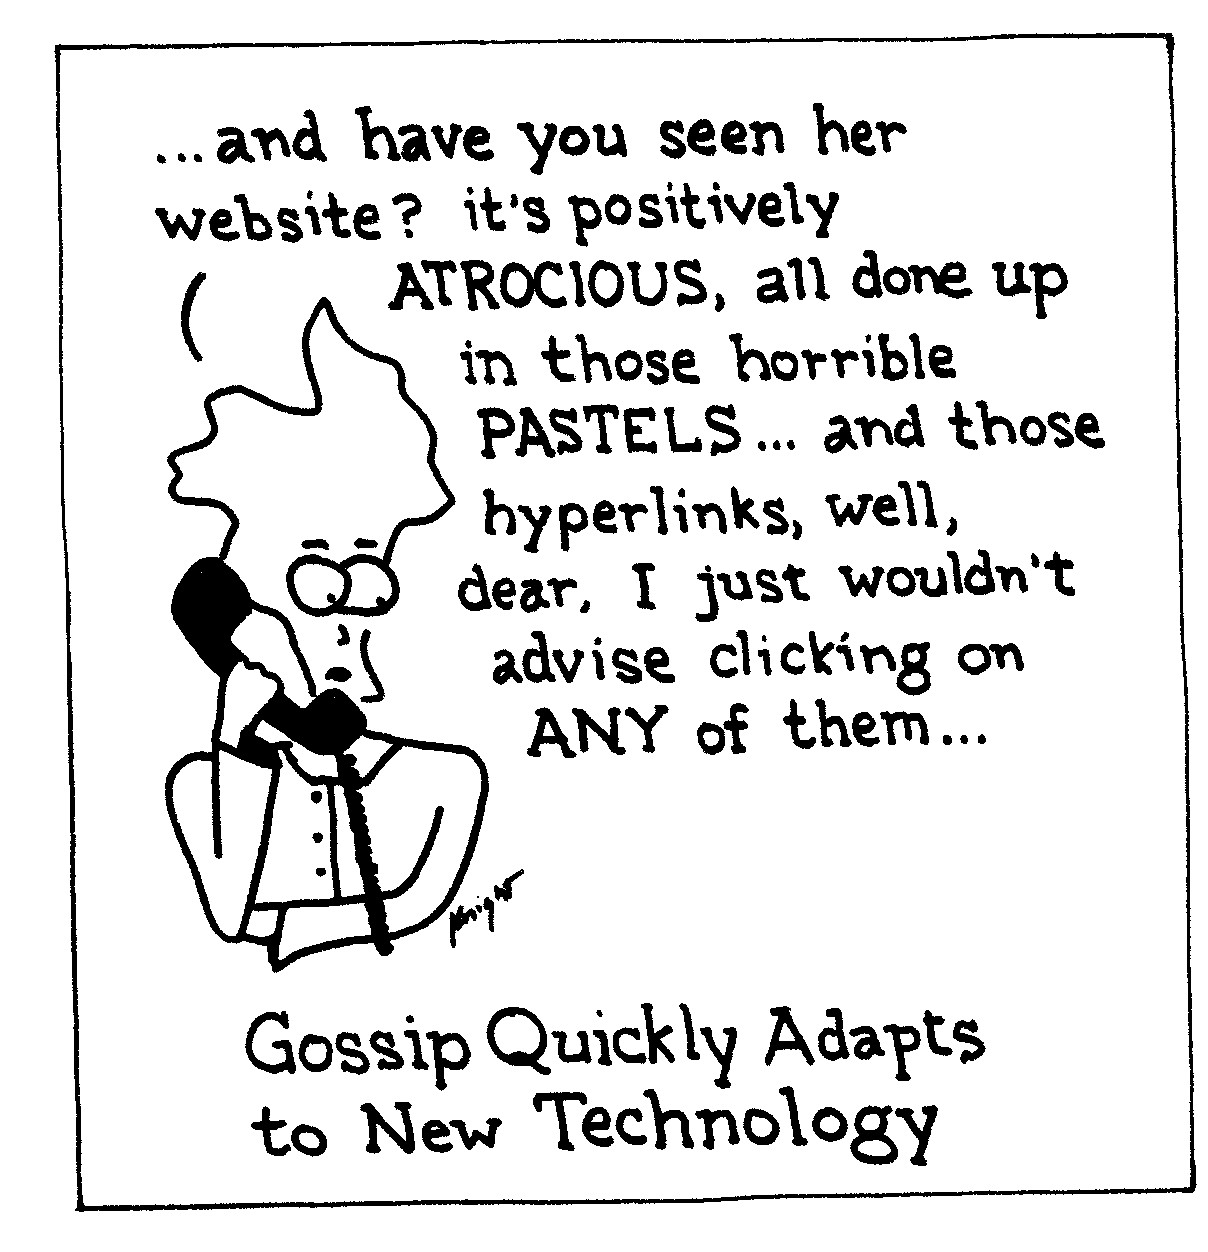 ...and have you seen her
website? it's positively
ATROCIOUS, all done up
in those horrible
PASTELS... and those
hyperlinks, well,
dear, I just wouldn't
advise clicking on
ANY of them...
Knight
Gossip Quickly Adapts
to New Technology